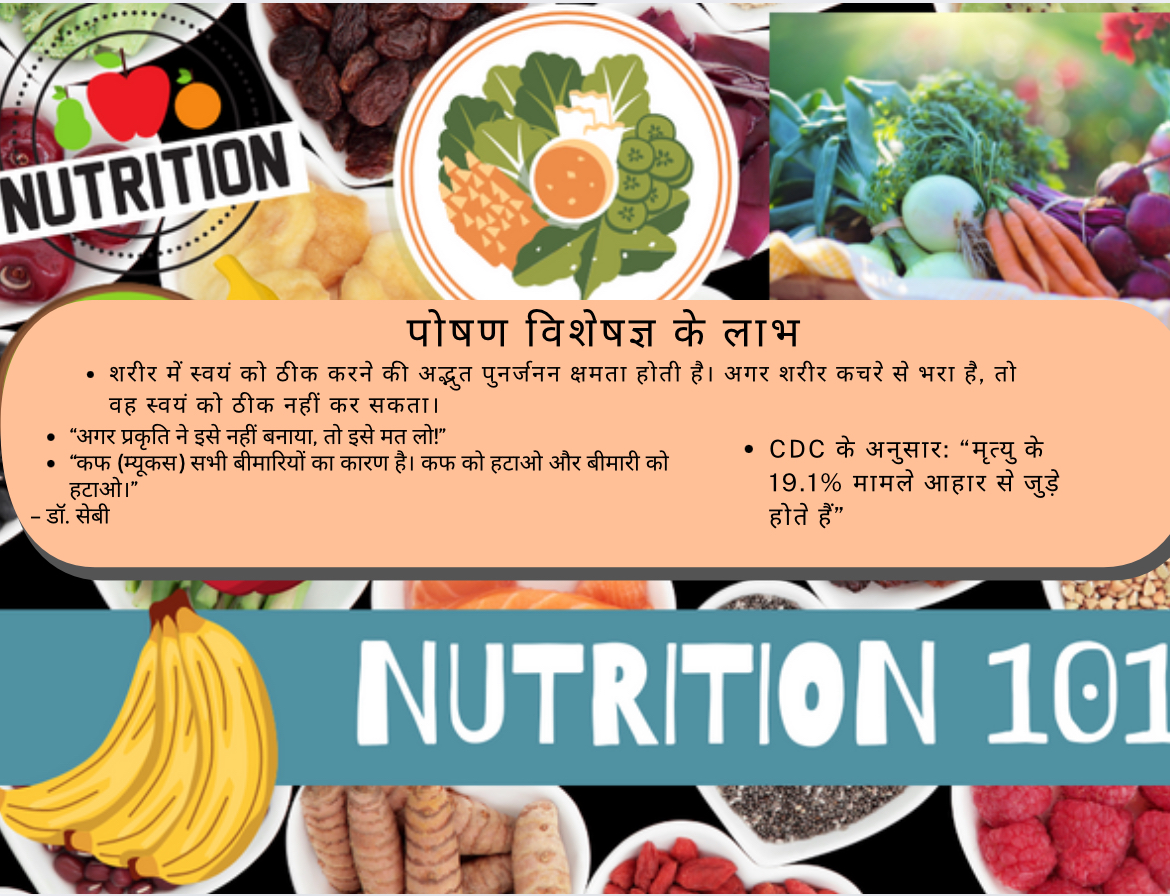 NUTRITION
पोषण विशेषज्ञ के लाभ
• शरीर में स्वयं को ठीक करने की अद्भुत पुनर्जनन क्षमता होती है। अगर शरीर कचरे से भरा है, तो
वह स्वयं को ठीक नहीं कर सकता।
• “अगर प्रकृति ने इसे नहीं बनाया, तो इसे मत लो!”
• “कफ (म्यूकस) सभी बीमारियों का कारण है। कफ को हटाओ और बीमारी को
हटाओ।”
– डॉ. सेबी
• CDC के अनुसार: “मृत्यु के
19.1% मामले आहार से जुड़े
होते हैं”
NUTRITION 101